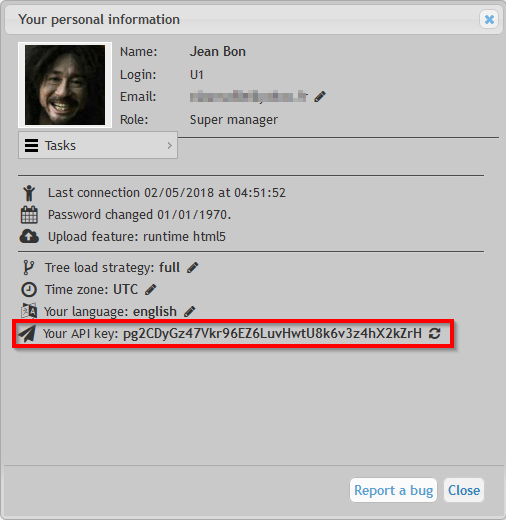 Your personal information
Name: Jean Bon
Login: U1
Email:
Role: Super manager
Tasks
Last connection 02/05/2018 at 04:51:52
Password changed 01/01/1970.
Upload feature: runtime html5
Tree load strategy: full
Time zone: UTC
Your language: english
Your API key: pg2CDyGz47Vkr96EZ6LuvHwtU8k6v3z4hX2kZrH
Report a bug Close